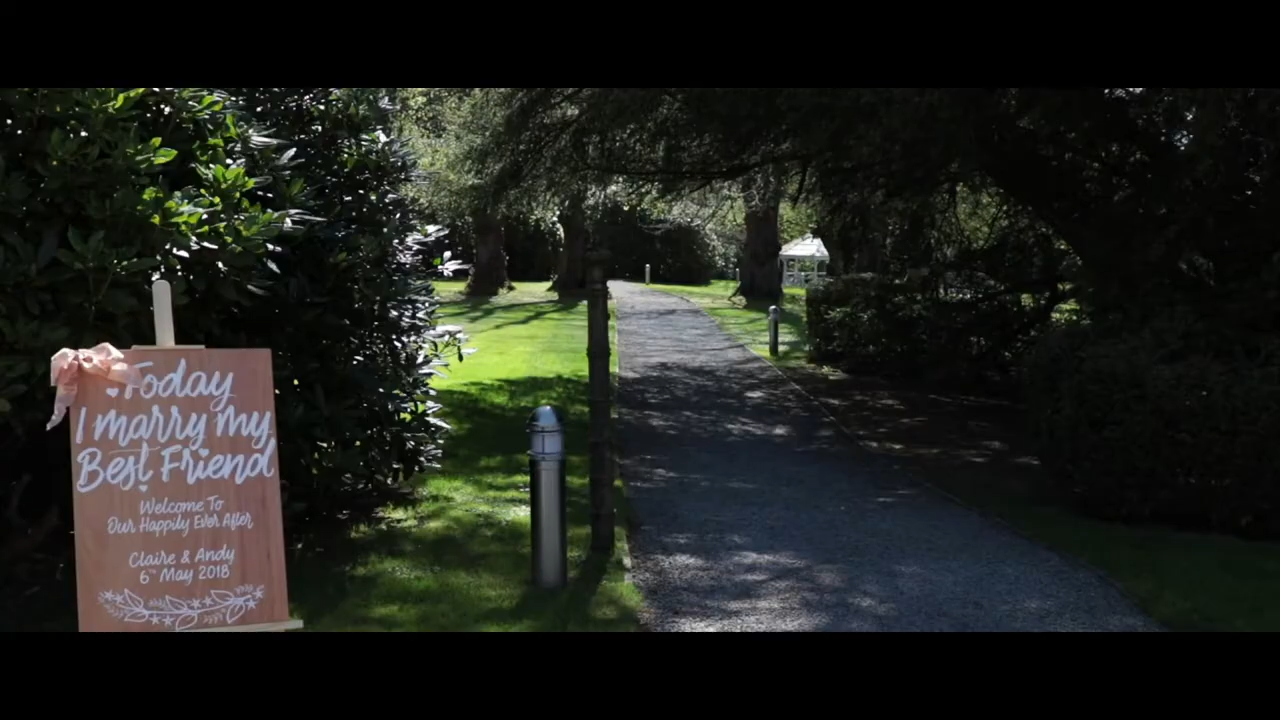 Today
I marry my
Best Friend
Welcome To
Our Happily Ever After
Claire & Andy
6th May 2018